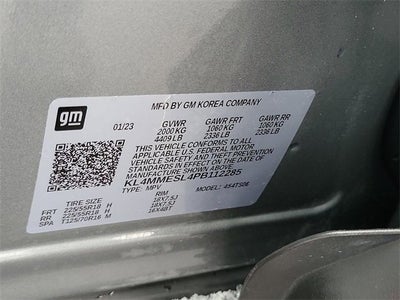 gm
MFD BY GM KOREA COMPANY
01/23 GVWR GAWR FRT GAWR RR
2000 KG 1060 KG 1060 KG
4409 LB 2336 LB 2336 LB
THIS VEHICLE CONFORMS TO ALL
APPLICABLE U.S. FEDERAL MOTOR
VEHICLE SAFETY AND THEFT PREVENTION
STANDARDS IN EFFECT ON THE DATE OF
MANUFACTURE SHOWN ABOVE.
KL4MMESL4PB112285
TYPE: MPV MODEL: 4S4TS06
TIRE SIZE RIM
FRT 225/55R18 H 18X7.5J
RR 225/55R18 H 18X7.5J
SPA T125/70R16 M 16X4BT